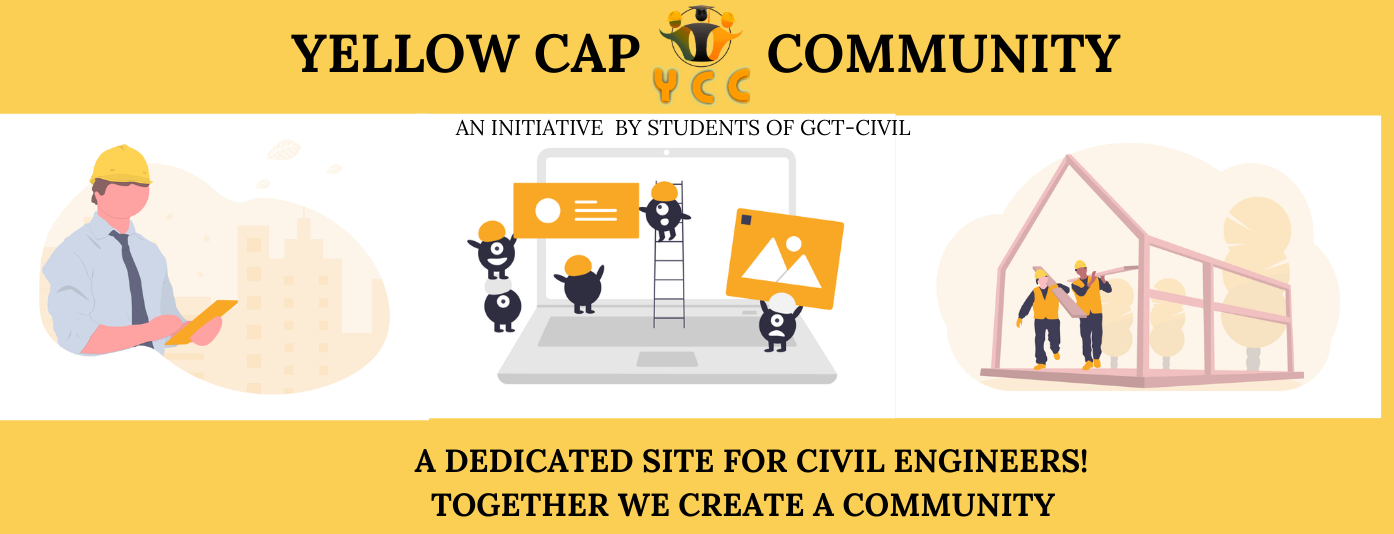 YELLOW CAP COMMUNITY
YCC
AN INITIATIVE BY STUDENTS OF GCT-CIVIL
A DEDICATED SITE FOR CIVIL ENGINEERS!
TOGETHER WE CREATE A COMMUNITY